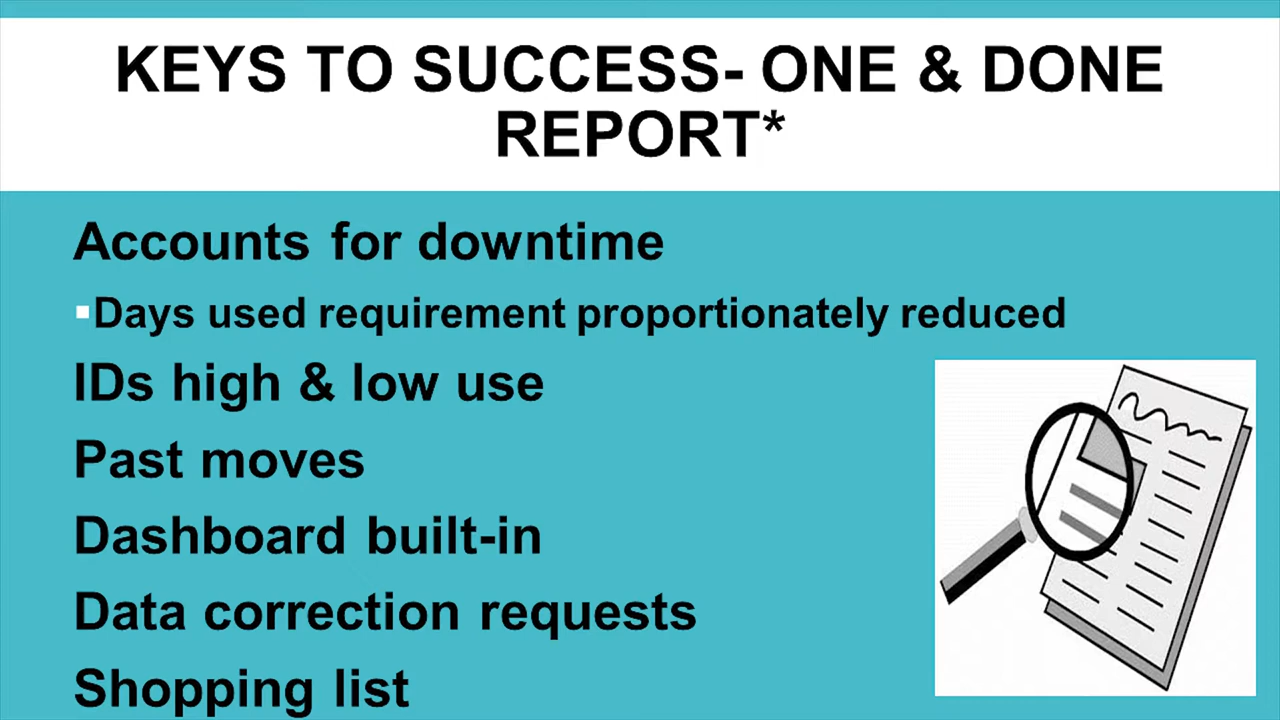 KEYS TO SUCCESS- ONE & DONE
REPORT*
Accounts for downtime
▪Days used requirement proportionately reduced
IDs high & low use
Past moves
Dashboard built-in
Data correction requests
Shopping list